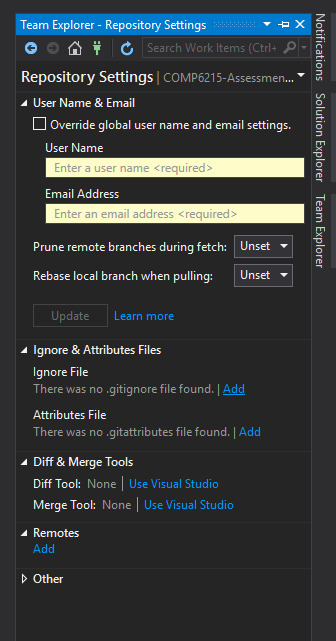 Team Explorer - Repository Settings
Search Work Items (Ctrl+
Repository Settings | COMP6215-Assessmen...
User Name & Email
Override global user name and email settings.
User Name
Enter a user name <required>
Email Address
Enter an email address <required>
Prune remote branches during fetch: Unset
Rebase local branch when pulling: Unset
Update Learn more
Ignore & Attributes Files
Ignore File
There was no .gitignore file found. | Add
Attributes File
There was no .gitattributes file found. | Add
Diff & Merge Tools
Diff Tool: None | Use Visual Studio
Merge Tool: None | Use Visual Studio
Remotes
Add
Other
Notifications
Solution Explorer
Team Explorer